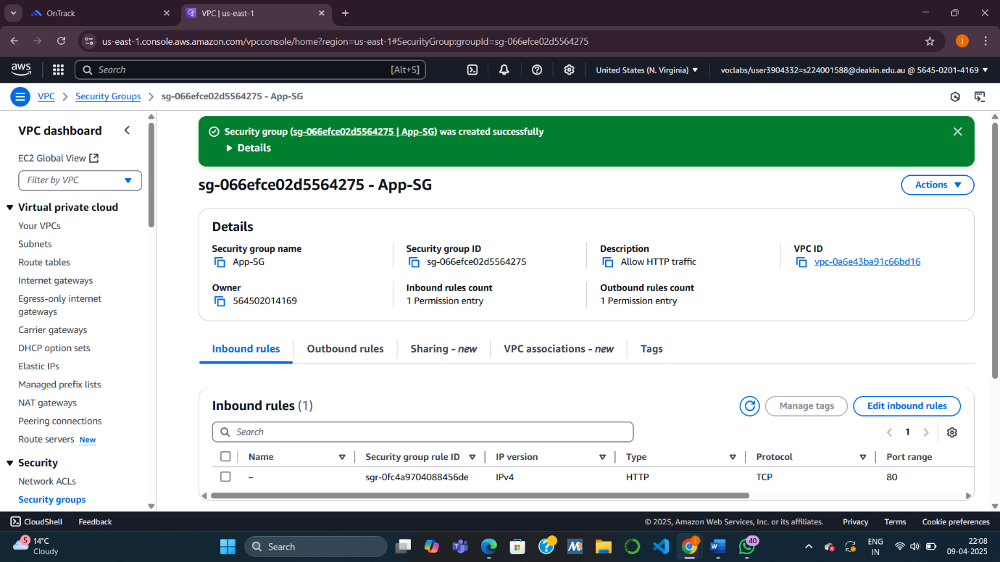 OnTrack
VPC | us-east-1
us-east-1.console.aws.amazon.com/vpcconsole/home?region=us-east-1#SecurityGroup:groupId=sg-066efce02d5564275
j
aws
Search
[Alt+S]
United States (N. Virginia)
voclabs/user3904332=s224001588@deakin.edu.au @ 5645-0201-4169
VPC
Security Groups
sg-066efce02d5564275 - App-SG
VPC dashboard
EC2 Global View
Filter by VPC
Virtual private cloud
Your VPCs
Subnets
Route tables
Internet gateways
Egress-only internet
gateways
Carrier gateways
DHCP option sets
Elastic IPs
Managed prefix lists
NAT gateways
Peering connections
Route servers New
Security
Network ACLs
Security groups
Security group (sg-066efce02d5564275 | App-SG) was created successfully
Details
sg-066efce02d5564275 - App-SG
Actions
Details
Security group name
App-SG
Security group ID
sg-066efce02d5564275
Description
Allow HTTP traffic
VPC ID
vpc-0a6e43ba91c66bd16
Owner
564502014169
Inbound rules count
1 Permission entry
Outbound rules count
1 Permission entry
Inbound rules
Outbound rules
Sharing - new
VPC associations - new
Tags
Inbound rules (1)
Manage tags
Edit inbound rules
Search
1
Name
Security group rule ID
IP version
Type
Protocol
Port range
–
sgr-0fc4a9704088456de
IPv4
HTTP
TCP
80
CloudShell
Feedback
© 2025, Amazon Web Services, Inc. or its affiliates.
Privacy
Terms
Cookie preferences
5
14°C
Cloudy
Search
j
40
ENG
IN
22:08
09-04-2025